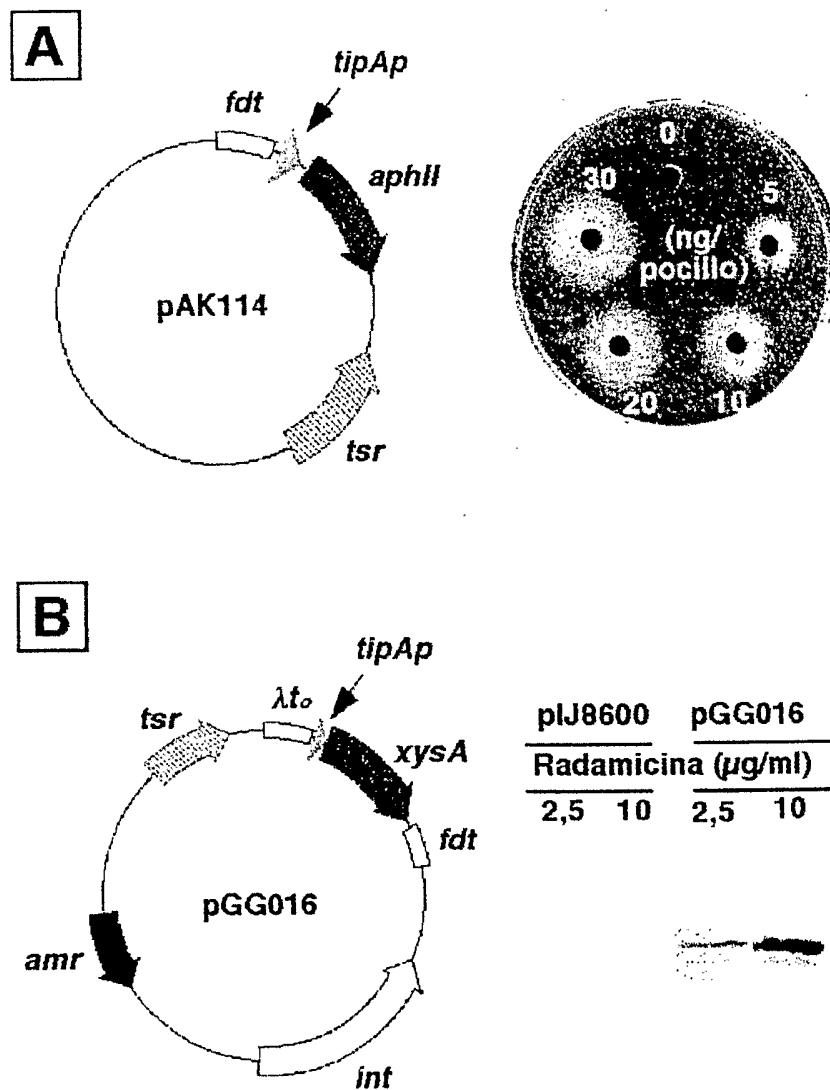 A
tipAp
fdt
aphII
pAK114
tsr
0
30
5
(ng/
pocillo)
20
10
B
tipAp
λto
tsr
xysA
fdt
pGG016
amr
int
pIJ8600 pGG016
Radamicina (µg/ml)
2,5 10 2,5 10